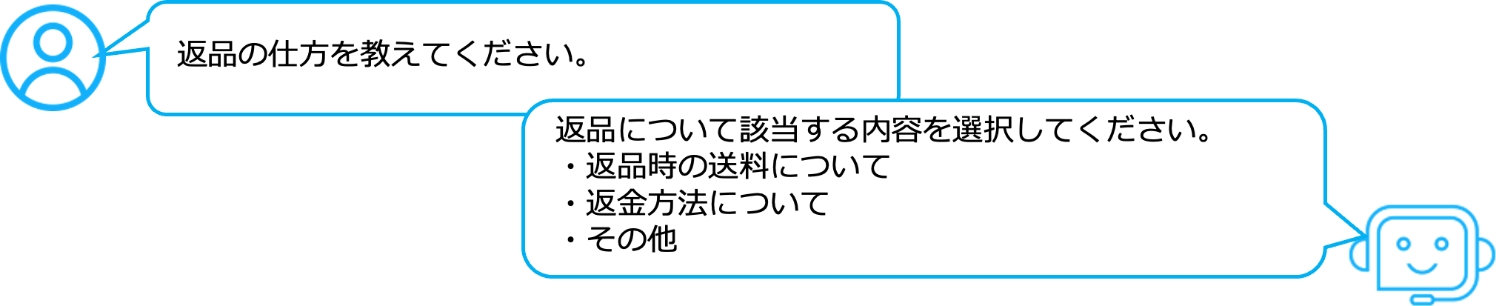 返品の仕方を教えてください。
返品について該当する内容を選択してください。
・返品時の送料について
・返金方法について
・その他